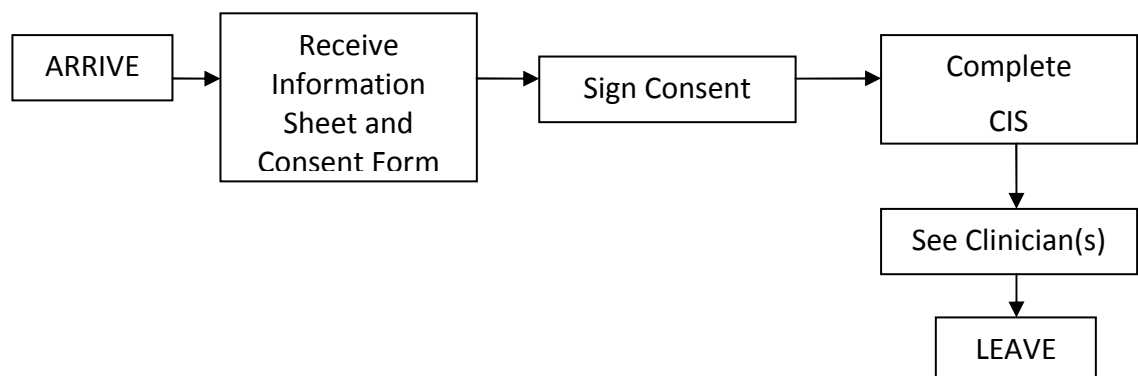 ARRIVE
Receive
Information
Sheet and
Consent Form
Sign Consent
Complete
CIS
See Clinician(s)
LEAVE